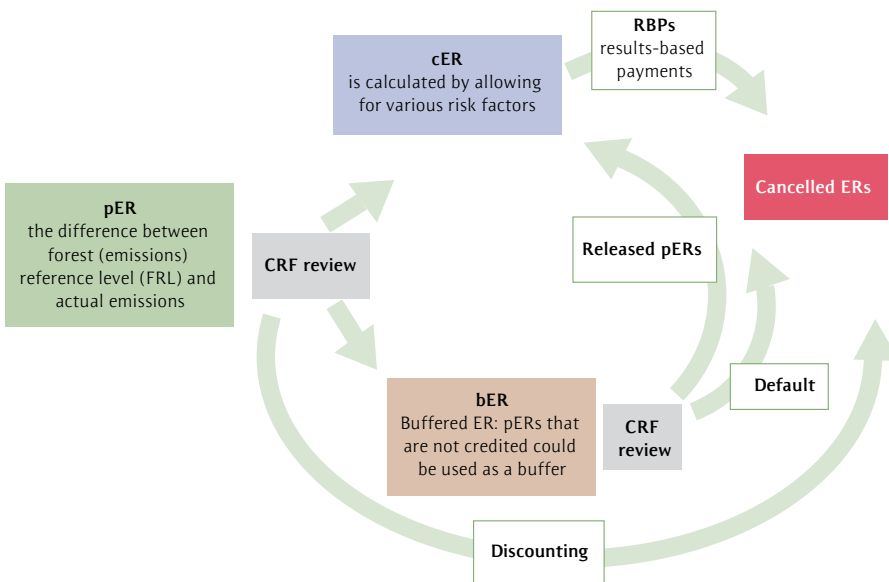 RBPs
results-based
payments
cER
is calculated by allowing
for various risk factors
Cancelled ERs
pER
the difference between
forest (emissions)
reference level (FRL) and
actual emissions
CRF review
Released pERs
Default
bER
Buffered ER: pERs that
are not credited could
be used as a buffer
CRF
review
Discounting